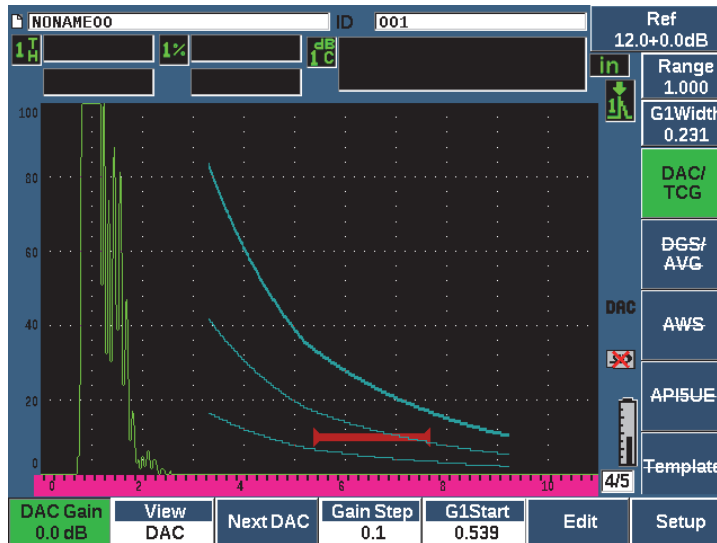 NONAME00 ID 001
Ref
12.0+0.0dB
1 TH 1% 1 dBC
in
Range
1.000
G1Width
0.231
DAC/
TCG
DGS/
AVG
AWS
API5UE
Template
DAC
100
80
60
40
20
0
0 2 4 6 8 10
4/5
DAC Gain
0.0 dB
View
DAC
Next DAC
Gain Step
0.1
G1Start
0.539
Edit
Setup